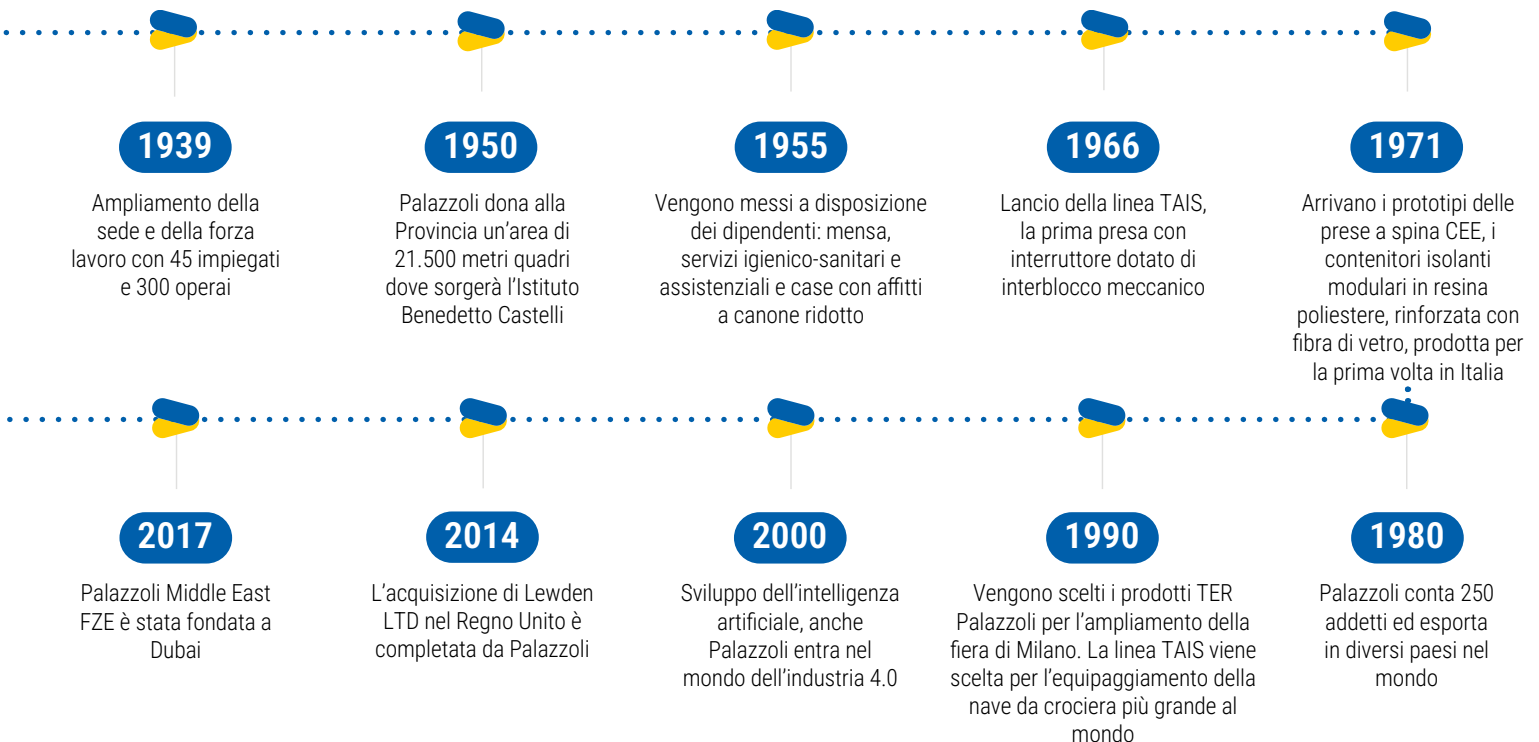 1939
Ampliamento della
sede e della forza
lavoro con 45 impiegati
e 300 operai
1950
Palazzoli dona alla
Provincia un’area di
21.500 metri quadri
dove sorgerà l’Istituto
Benedetto Castelli
1955
Vengono messi a disposizione
dei dipendenti: mensa,
servizi igienico-sanitari e
assistenziali e case con affitti
a canone ridotto
1966
Lancio della linea TAIS,
la prima presa con
interruttore dotato di
interblocco meccanico
1971
Arrivano i prototipi delle
prese a spina CEE, i
contenitori isolanti
modulari in resina
poliestere, rinforzata con
fibra di vetro, prodotta per
la prima volta in Italia
2017
Palazzoli Middle East
FZE è stata fondata a
Dubai
2014
L’acquisizione di Lewden
LTD nel Regno Unito è
completata da Palazzoli
2000
Sviluppo dell’intelligenza
artificiale, anche
Palazzoli entra nel
mondo dell’industria 4.0
1990
Vengono scelti i prodotti TER
Palazzoli per l’ampliamento della
fiera di Milano. La linea TAIS viene
scelta per l’equipaggiamento della
nave da crociera più grande al
mondo
1980
Palazzoli conta 250
addetti ed esporta
in diversi paesi nel
mondo